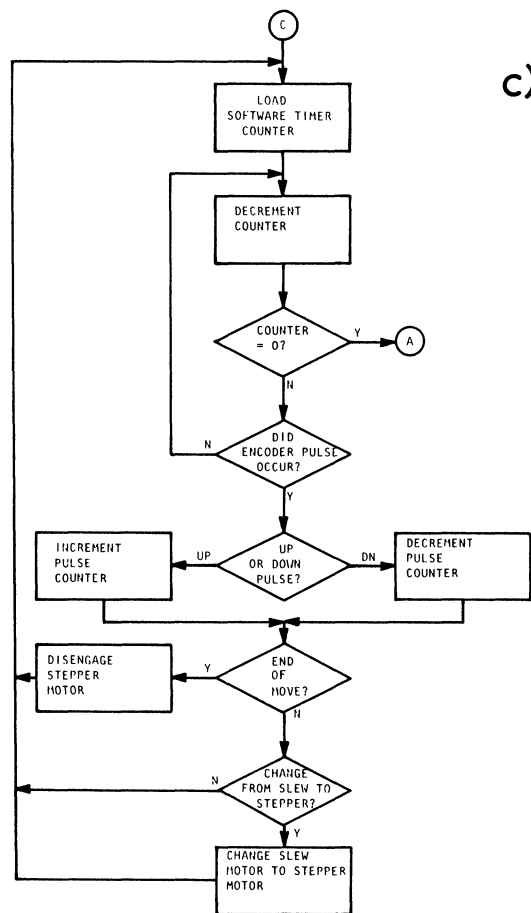 C
c)
LOAD
SOFTWARE TIMER
COUNTER
DECREMENT
COUNTER
COUNTER
= 0?
Y
A
N
DID
ENCODER PULSE
OCCUR?
N
Y
INCREMENT
PULSE
COUNTER
UP
UP
OR DOWN
PULSE?
DN
DECREMENT
PULSE
COUNTER
DISENGAGE
STEPPER
MOTOR
Y
END
OF
MOVE?
N
N
CHANGE
FROM SLEW TO
STEPPER?
Y
CHANGE SLEW
MOTOR TO STEPPER
MOTOR